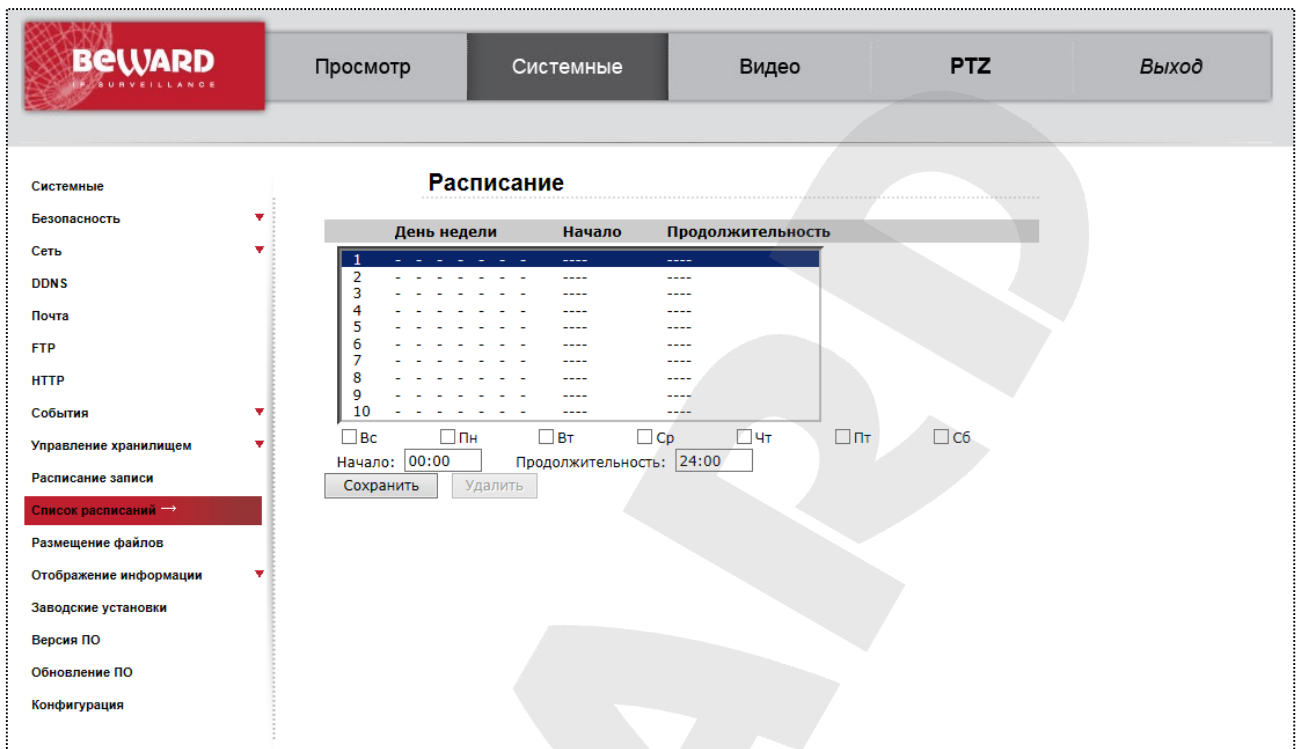 BEWARD
IP SURVEILLANCE
Просмотр
Системные
Видео
PTZ
Выход
Системные
Безопасность
Сеть
DDNS
Почта
FTP
HTTP
События
Управление хранилищем
Расписание записи
Список расписаний →
Размещение файлов
Отображение информации
Заводские установки
Версия ПО
Обновление ПО
Конфигурация
Расписание
День недели Начало Продолжительность
1 - - - - - - - ---- ----
2 - - - - - - - ---- ----
3 - - - - - - - ---- ----
4 - - - - - - - ---- ----
5 - - - - - - - ---- ----
6 - - - - - - - ---- ----
7 - - - - - - - ---- ----
8 - - - - - - - ---- ----
9 - - - - - - - ---- ----
10 - - - - - - - ---- ----
Вс Пн Вт Ср Чт Пт Сб
Начало: 00:00 Продолжительность: 24:00
Сохранить Удалить
ARD